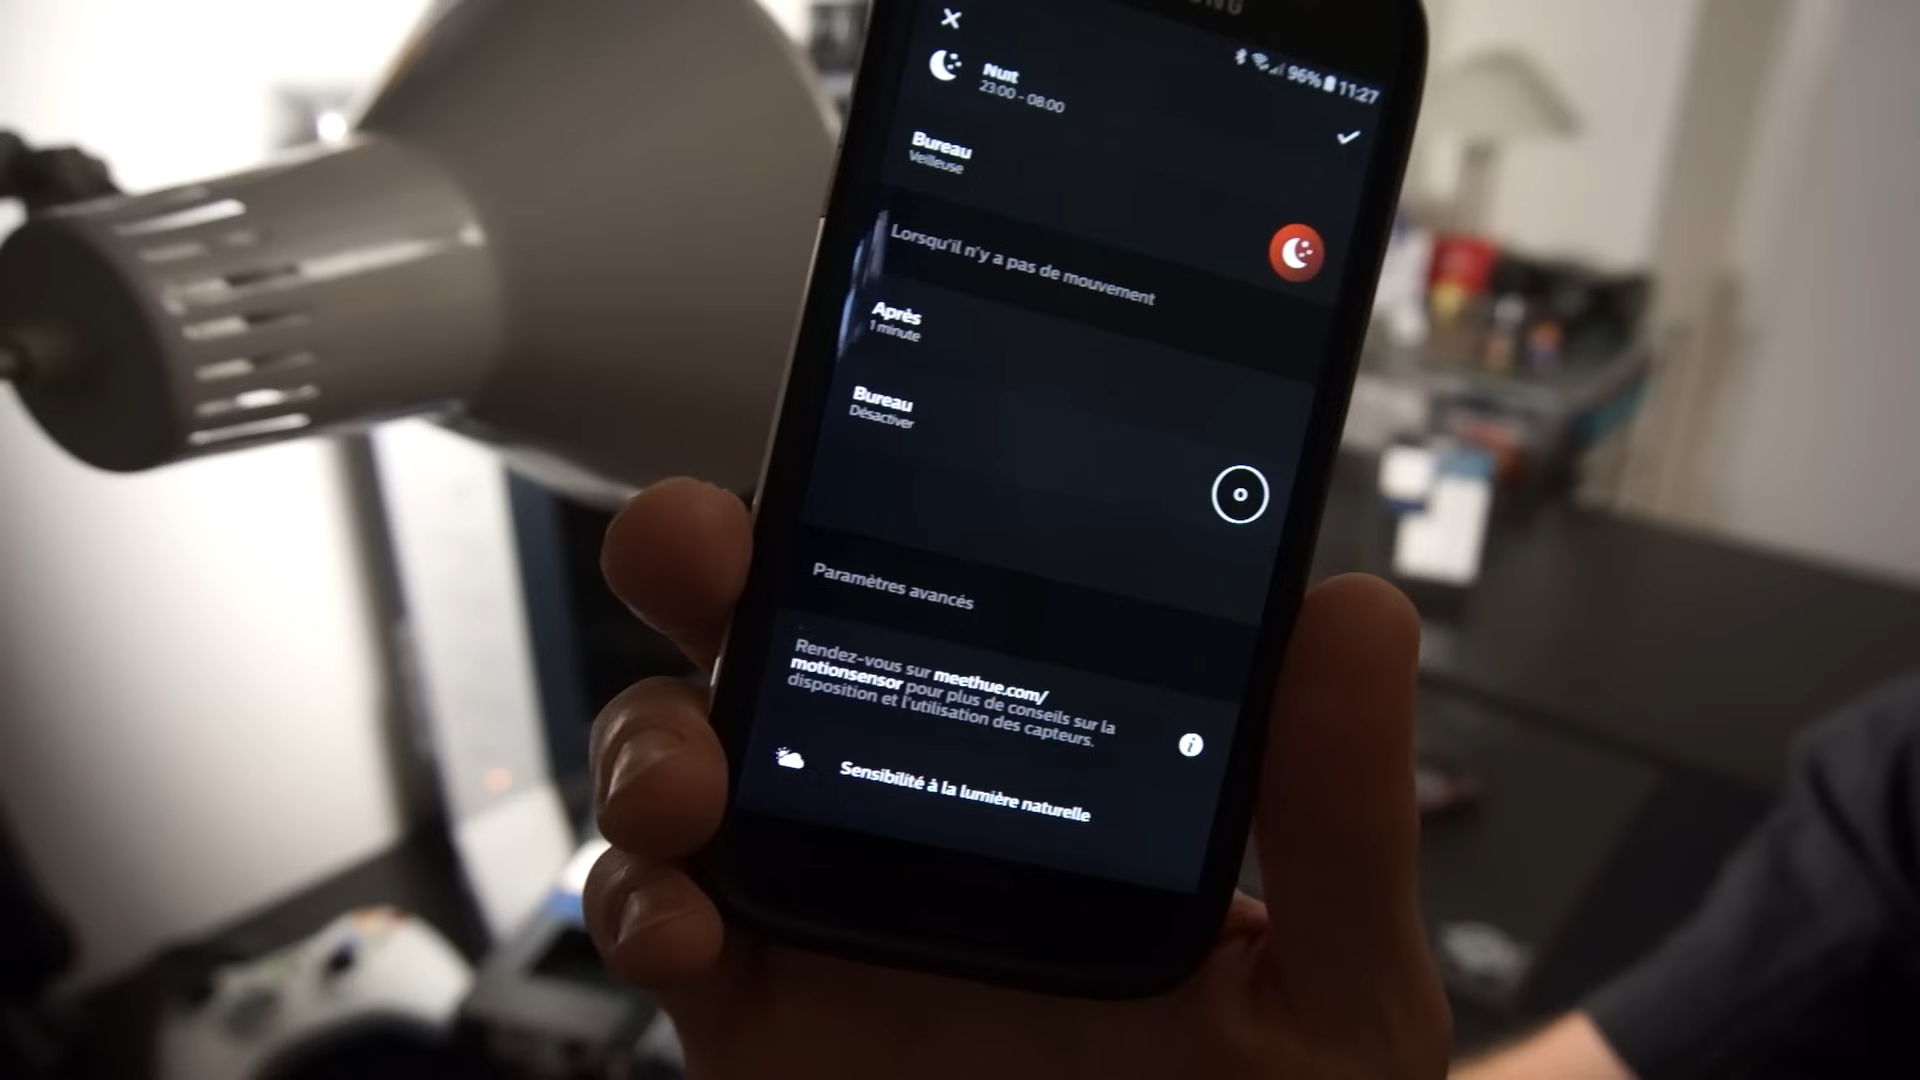 96% 11:27
Nuit
23:00 - 08:00
Bureau
Veilleuse
Lorsqu'il n'y a pas de mouvement
Après
1 minute
Bureau
Désactiver
Paramètres avancés
Rendez-vous sur meethue.com/
motionsensor pour plus de conseils sur la
disposition et l'utilisation des capteurs.
Sensibilité à la lumière naturelle